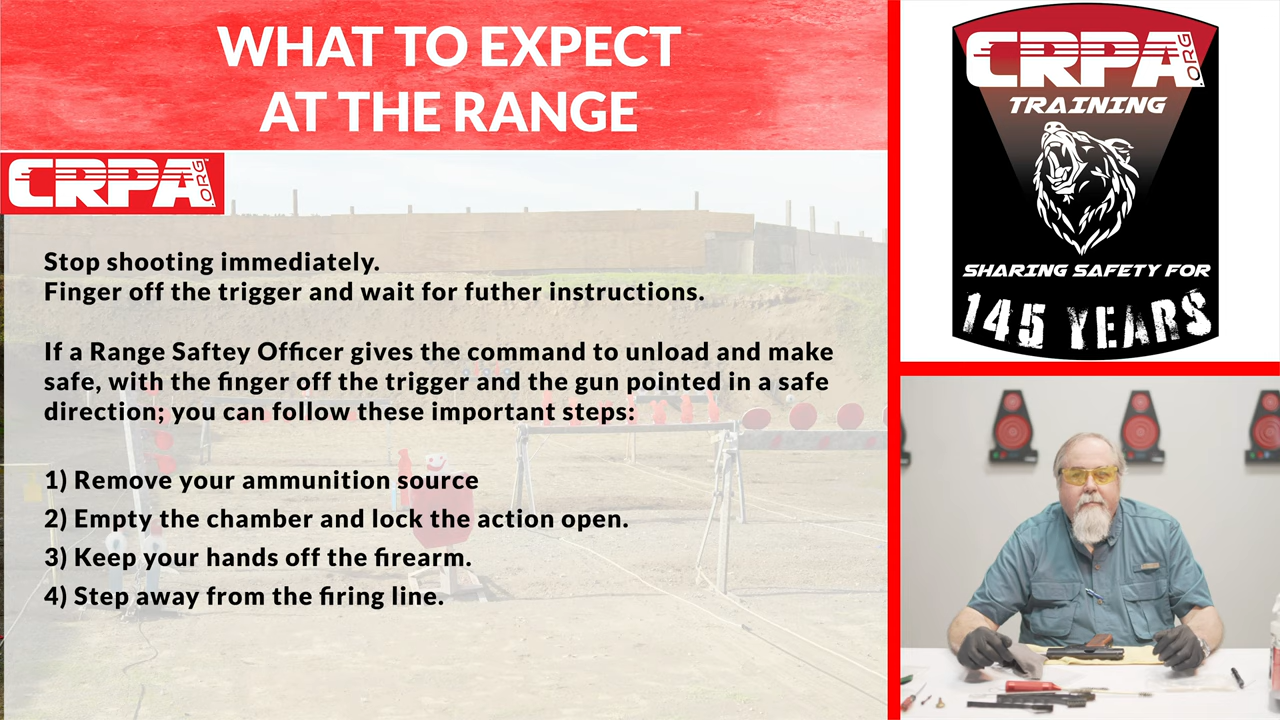 WHAT TO EXPECT
AT THE RANGE
CRPA.ORG
Stop shooting immediately.
Finger off the trigger and wait for futher instructions.
If a Range Saftey Officer gives the command to unload and make
safe, with the finger off the trigger and the gun pointed in a safe
direction; you can follow these important steps:
1) Remove your ammunition source
2) Empty the chamber and lock the action open.
3) Keep your hands off the firearm.
4) Step away from the firing line.
CRPA.ORG
TRAINING
SHARING SAFETY FOR
145 YEARS